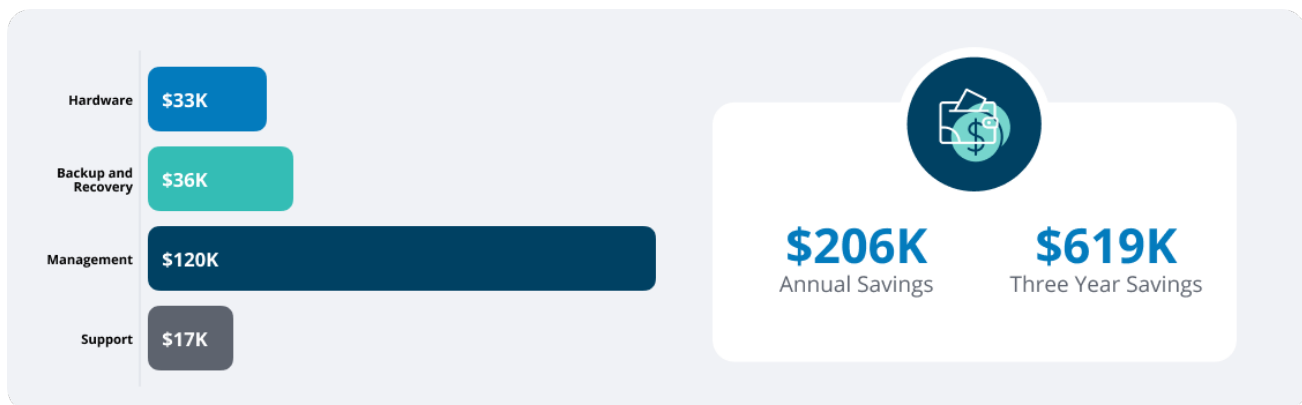 Hardware
$33K
Backup and
Recovery
$36K
Management
$120K
Support
$17K
$
$206K
Annual Savings
$619K
Three Year Savings